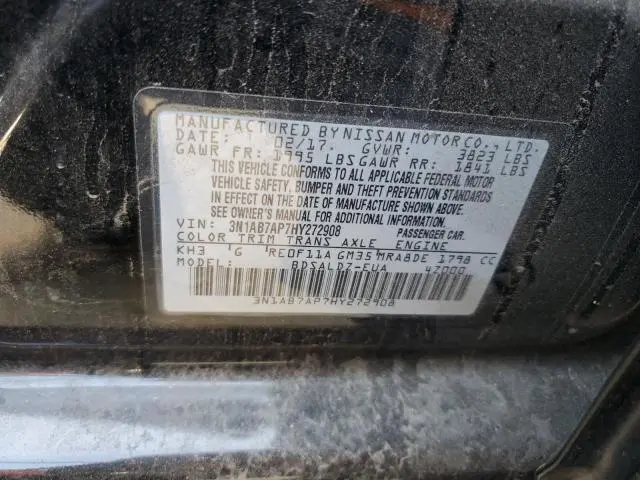 MANUFACTURED BY NISSAN MOTOR CO., LTD.
DATE 02/17. GVWR: 3823 LBS
GAWR FR: 1995 LBS GAWR RR: 1841 LBS
THIS VEHICLE CONFORMS TO ALL APPLICABLE FEDERAL MOTOR
VEHICLE SAFETY, BUMPER AND THEFT PREVENTION STANDARDS
IN EFFECT ON THE DATE OF MANUFACTURE SHOWN ABOVE.
SEE OWNER'S MANUAL FOR ADDITIONAL INFORMATION.
VIN: 3N1AB7AP7HY272908 PASSENGER CAR.
COLOR TRIM TRANS AXLE ENGINE
KH3 'G 'RE0F11A GM35 MRA8DE 1798 CC
BDSALDZ-EUA 47000
3N1AB7AP7HY272908